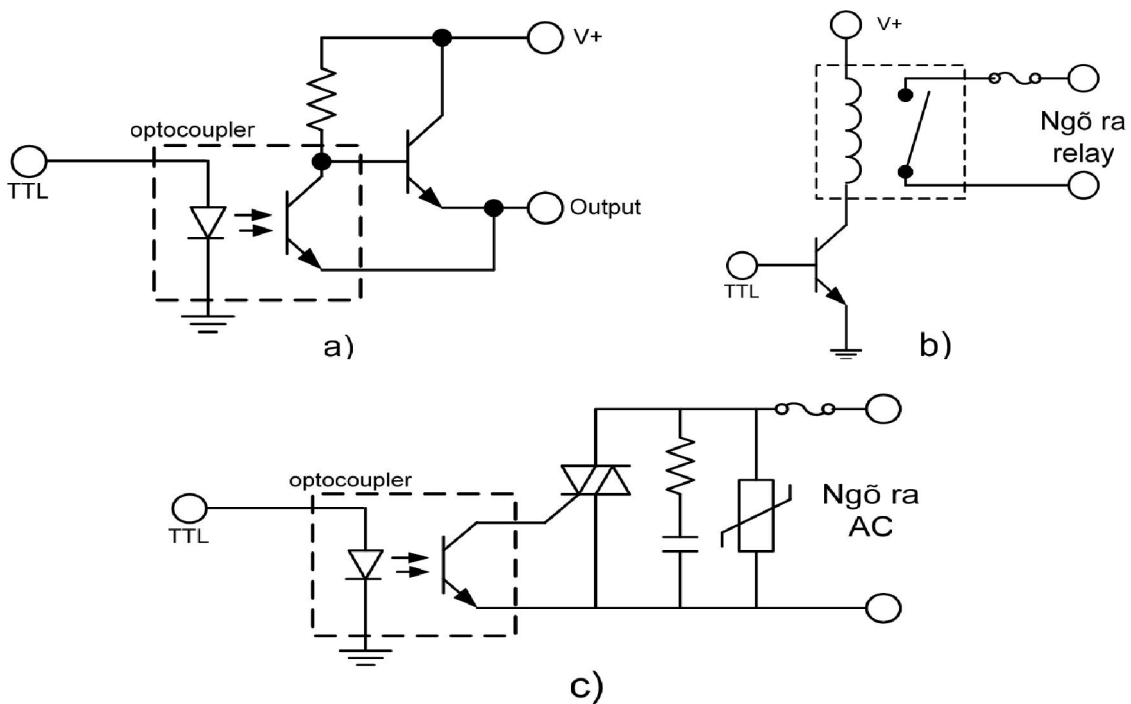 V+
optocoupler
TTL
Output
a)
V+
Ngõ ra
relay
TTL
b)
optocoupler
TTL
Ngõ ra
AC
c)